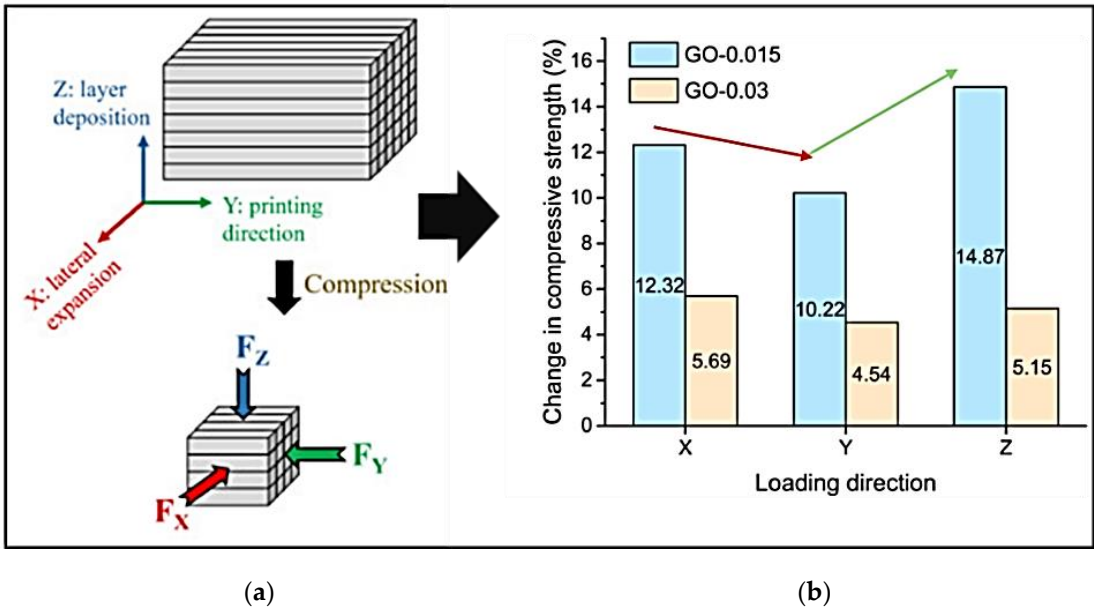 Z: layer
deposition
Y: printing
direction
X: lateral
expansion
Compression
F_Z
F_Y
F_X
Change in compressive strength (%)
16
14
12
10
8
6
4
2
0
GO-0.015
GO-0.03
12.32
5.69
10.22
4.54
14.87
5.15
X
Y
Z
Loading direction
(a)
(b)